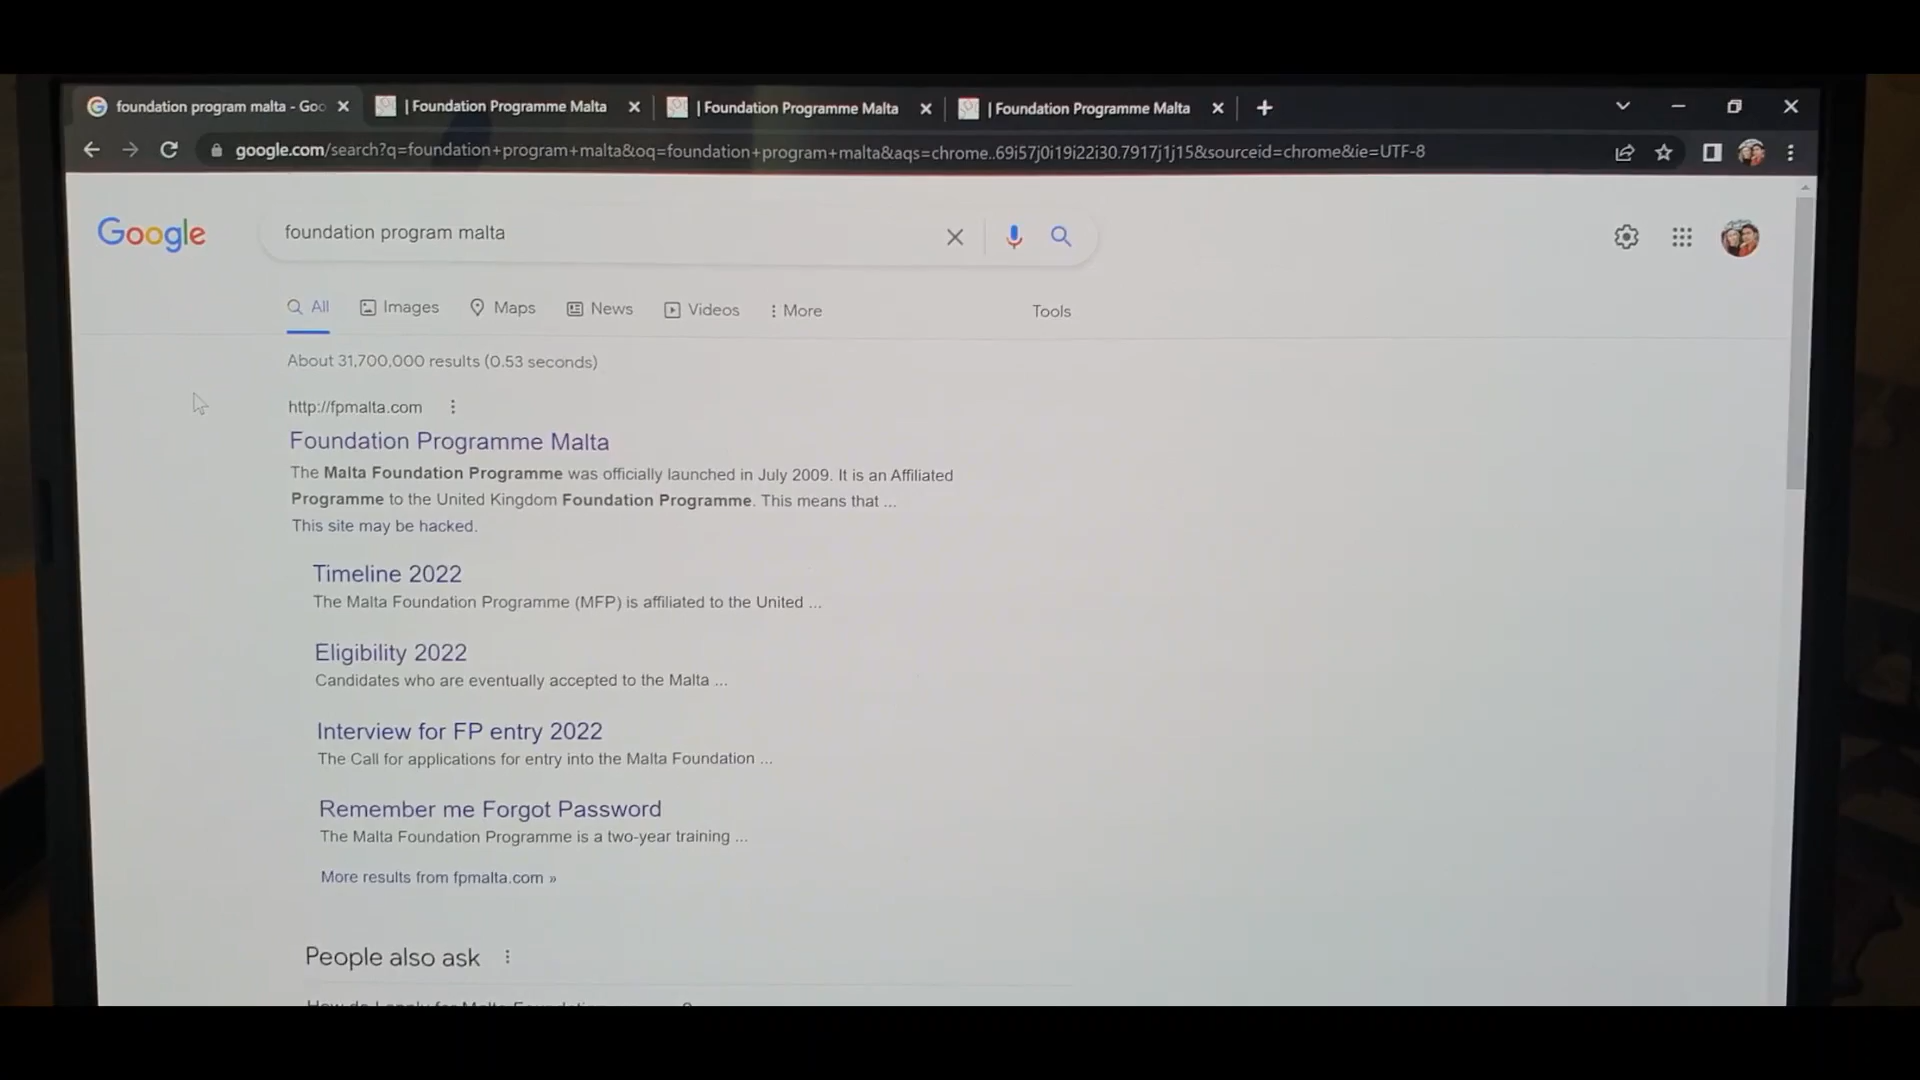 foundation program malta - Goo
| Foundation Programme Malta
| Foundation Programme Malta
| Foundation Programme Malta
google.com/search?q=foundation+program+malta&oq=foundation+program+malta&aqs=chrome..69i57j0i19i22i30.7917j1j15&sourceid=chrome&ie=UTF-8
Google
foundation program malta
All
Images
Maps
News
Videos
More
Tools
About 31,700,000 results (0.53 seconds)
http://fpmalta.com
Foundation Programme Malta
The Malta Foundation Programme was officially launched in July 2009. It is an Affiliated
Programme to the United Kingdom Foundation Programme. This means that ...
This site may be hacked.
Timeline 2022
The Malta Foundation Programme (MFP) is affiliated to the United ...
Eligibility 2022
Candidates who are eventually accepted to the Malta ...
Interview for FP entry 2022
The Call for applications for entry into the Malta Foundation ...
Remember me Forgot Password
The Malta Foundation Programme is a two-year training ...
More results from fpmalta.com »
People also ask